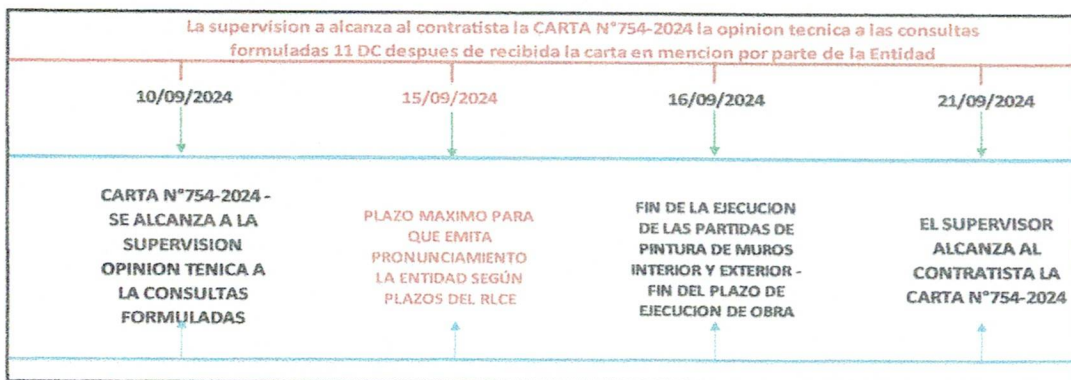 La supervision a alcanza al contratista la CARTA N°754-2024 la opinion tecnica a las consultas
formuladas 11 DC despues de recibida la carta en mencion por parte de la Entidad
10/09/2024
15/09/2024
16/09/2024
21/09/2024
CARTA N°754-2024 -
SE ALCANZA A LA
SUPERVISION
OPINION TENICA A
LA CONSULTAS
FORMULADAS
PLAZO MAXIMO PARA
QUE EMITA
PRONUNCIAMIENTO
LA ENTIDAD SEGÚN
PLAZOS DEL RLCE
FIN DE LA EJECUCION
DE LAS PARTIDAS DE
PINTURA DE MUROS
INTERIOR Y EXTERIOR -
FIN DEL PLAZO DE
EJECUCION DE OBRA
EL SUPERVISOR
ALCANZA AL
CONTRATISTA LA
CARTA N°754-2024